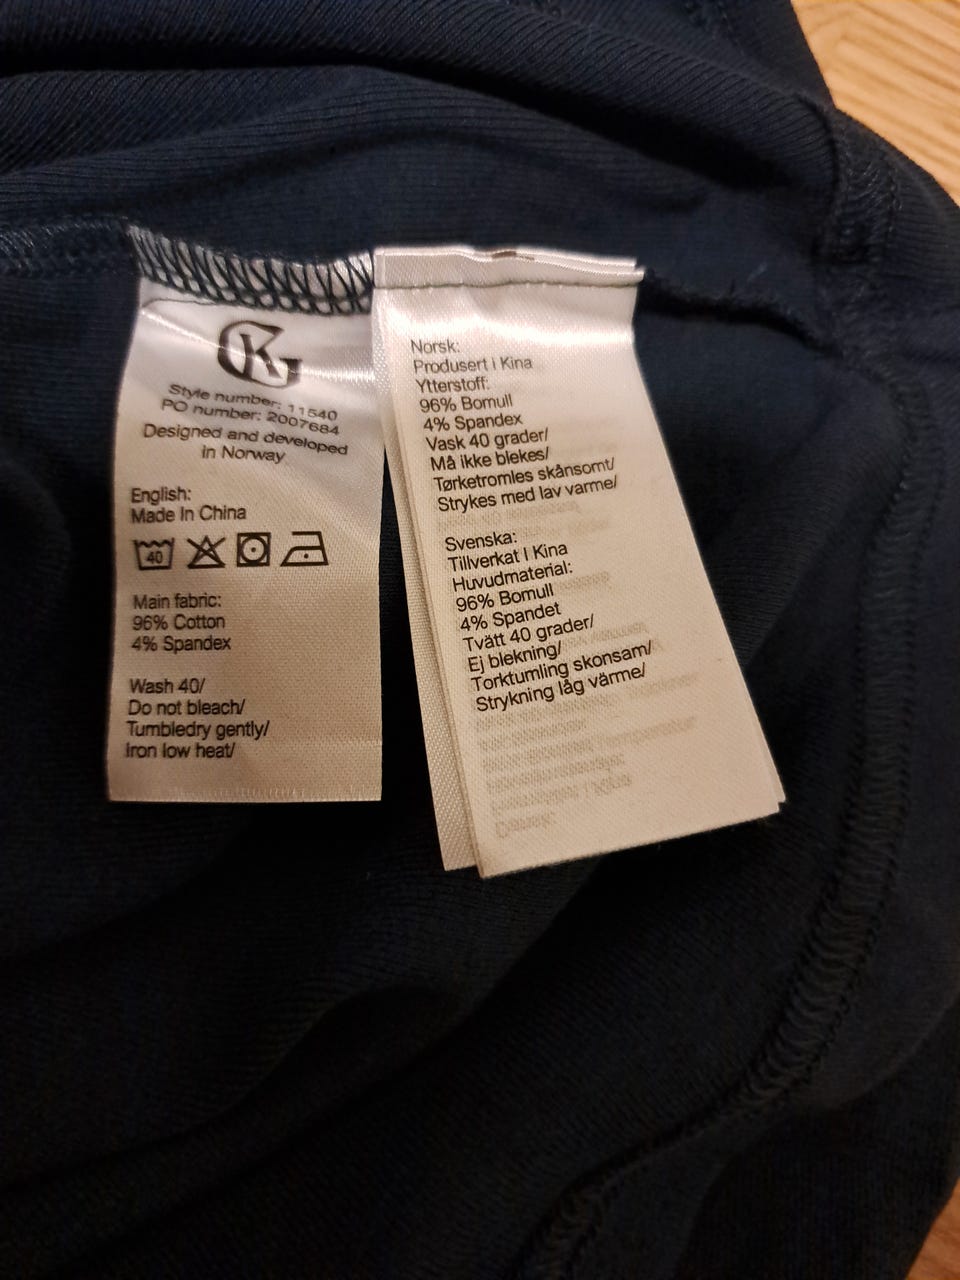 GK
Style number: 11540
PO number: 2007684
Designed and developed
in Norway
English:
Made In China
40
Main fabric:
96% Cotton
4% Spandex
Wash 40/
Do not bleach/
Tumbledry gently/
Iron low heat/
Norsk:
Produsert i Kina
Ytterstoff:
96% Bomull
4% Spandex
Vask 40 grader/
Må ikke blekes/
Tørketromles skånsomt/
Strykes med lav varme/
Svenska:
Tillverkat I Kina
Huvudmaterial:
96% Bomull
4% Spandet
Tvätt 40 grader/
Ej blekning/
Torktumling skonsam/
Strykning låg värme/